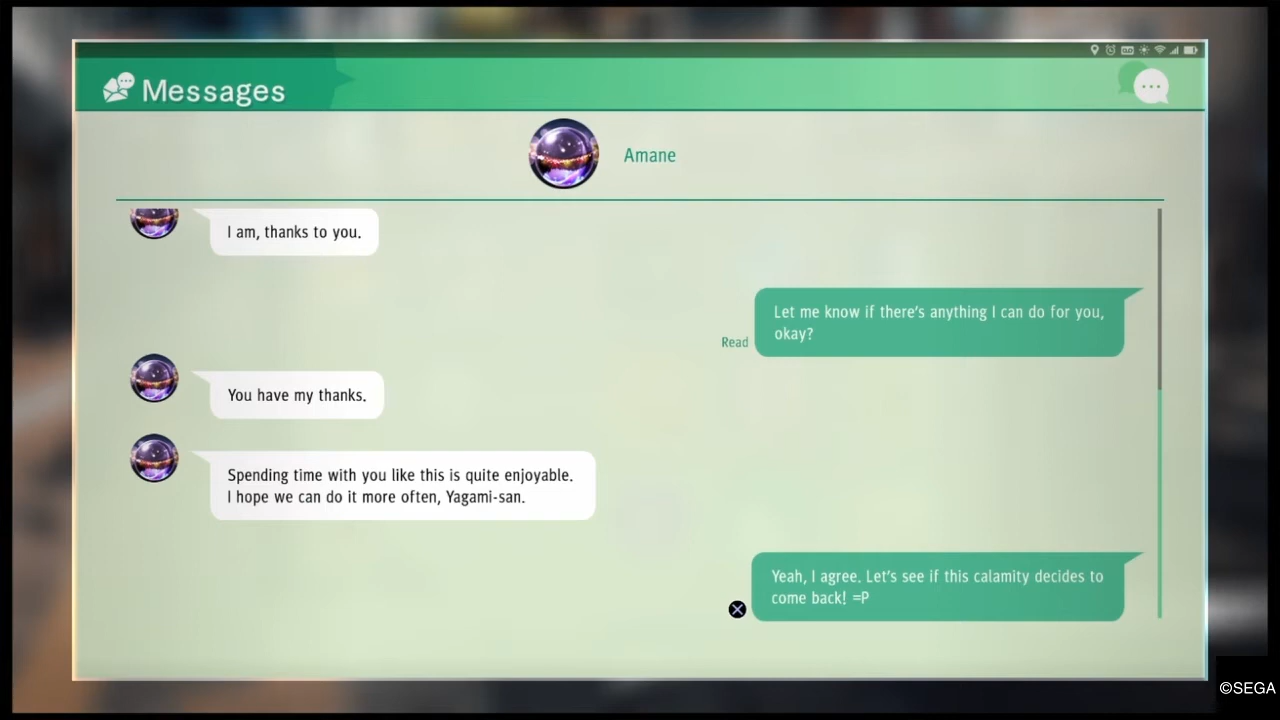 Messages
Amane
I am, thanks to you.
Let me know if there's anything I can do for you,
okay?
Read
You have my thanks.
Spending time with you like this is quite enjoyable.
I hope we can do it more often, Yagami-san.
Yeah, I agree. Let's see if this calamity decides to
come back! =P
©SEGA